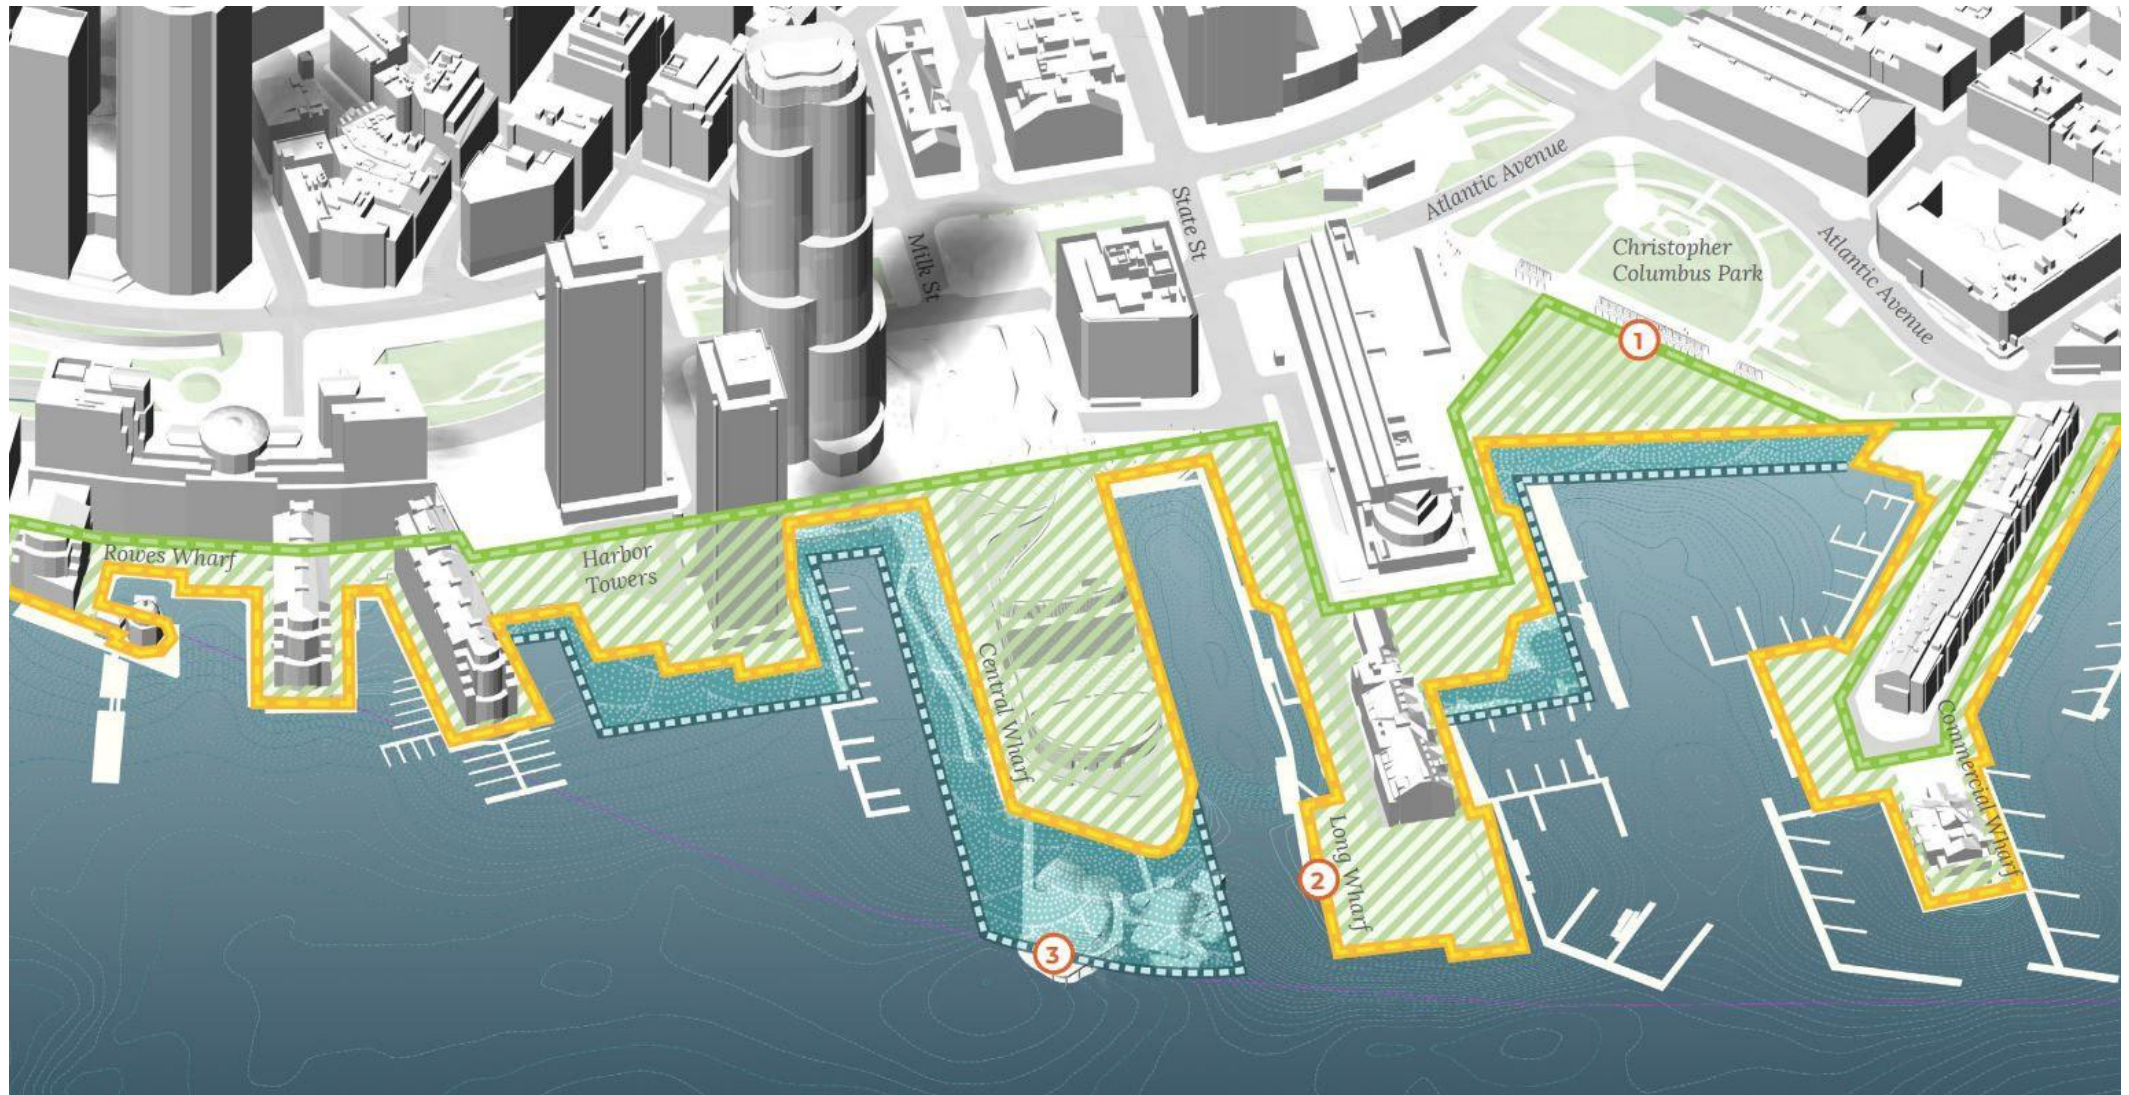 Milk St
State St
Atlantic Avenue
Christopher
Columbus Park
Atlantic Avenue
1
Rowes Wharf
Harbor
Towers
Central Wharf
Long Wharf
Commercial Wharf
2
3